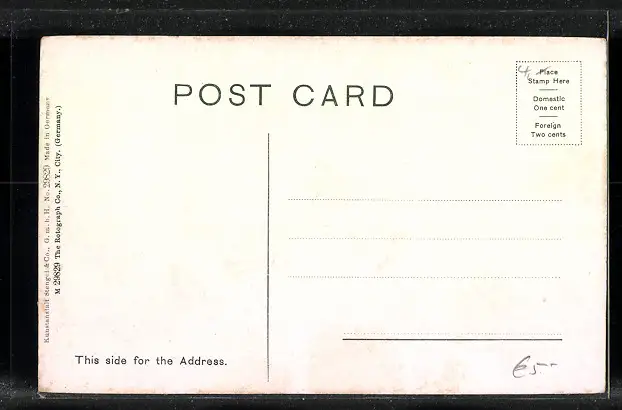 POST CARD
Place
Stamp Here
Domestic
One cent
Foreign
Two cents
Kunstanstalt Stengel & Co., G. m. b. H. No. 29829 Made in Germany
M 29829 The Rotograph Co., N. Y., City. (Germany.)
This side for the Address.
€5--